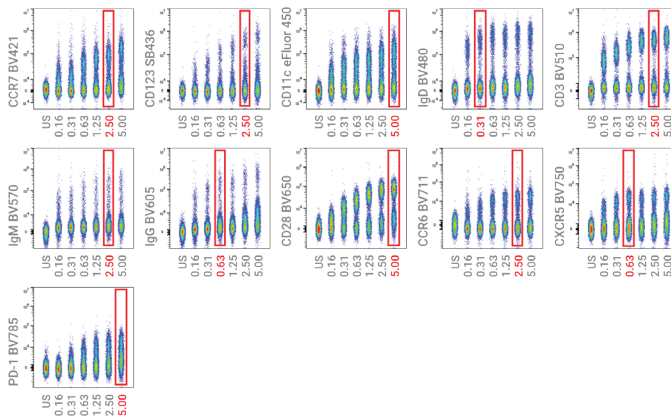 CCR7 BV421
US 0.16 0.31 0.63 1.25 2.50 5.00
CD123 SB436
US 0.16 0.31 0.63 1.25 2.50 5.00
CD11c eFluor 450
US 0.16 0.31 0.63 1.25 2.50 5.00
IgD BV480
US 0.16 0.31 0.63 1.25 2.50 5.00
CD3 BV510
US 0.16 0.31 0.63 1.25 2.50 5.00
IgM BV570
US 0.16 0.31 0.63 1.25 2.50 5.00
IgG BV605
US 0.16 0.31 0.63 1.25 2.50 5.00
CD28 BV650
US 0.16 0.31 0.63 1.25 2.50 5.00
CCR6 BV711
US 0.16 0.31 0.63 1.25 2.50 5.00
CXCR5 BV750
US 0.16 0.31 0.63 1.25 2.50 5.00
PD-1 BV785
US 0.16 0.31 0.63 1.25 2.50 5.00